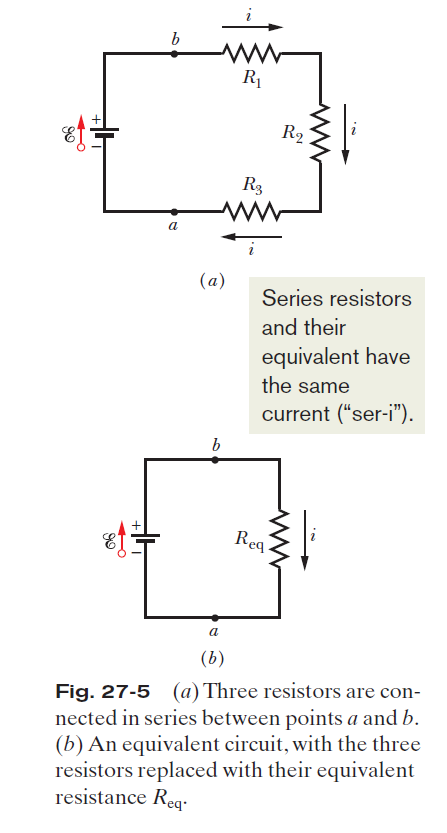 i
b
R1
+
ℰ
R2
i
−
R3
a
i
(a)
Series resistors
and their
equivalent have
the same
current (“ser-i”).
b
+
ℰ
Req
i
−
a
(b)
Fig. 27-5 (a) Three resistors are con-
nected in series between points a and b.
(b) An equivalent circuit, with the three
resistors replaced with their equivalent
resistance Req.